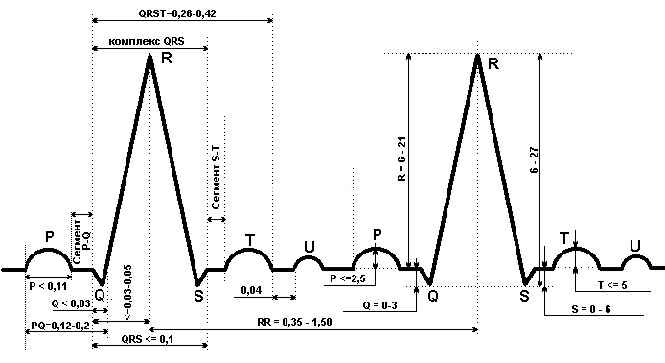 QRST=0,26-0,42
комплекс QRS
R
R
Сегмент S-T
R = 6 - 21
6 - 27
Сегмент
P-Q
P
T
U
P
T
U
P < 0,11
Q
S
0,04
P <=2,5
Q
S
T <= 5
Q < 0,03
<=0,03-0,05
Q = 0-3
S = 0 - 6
PQ=0,12-0,2
RR = 0,35 - 1,50
QRS <= 0,1